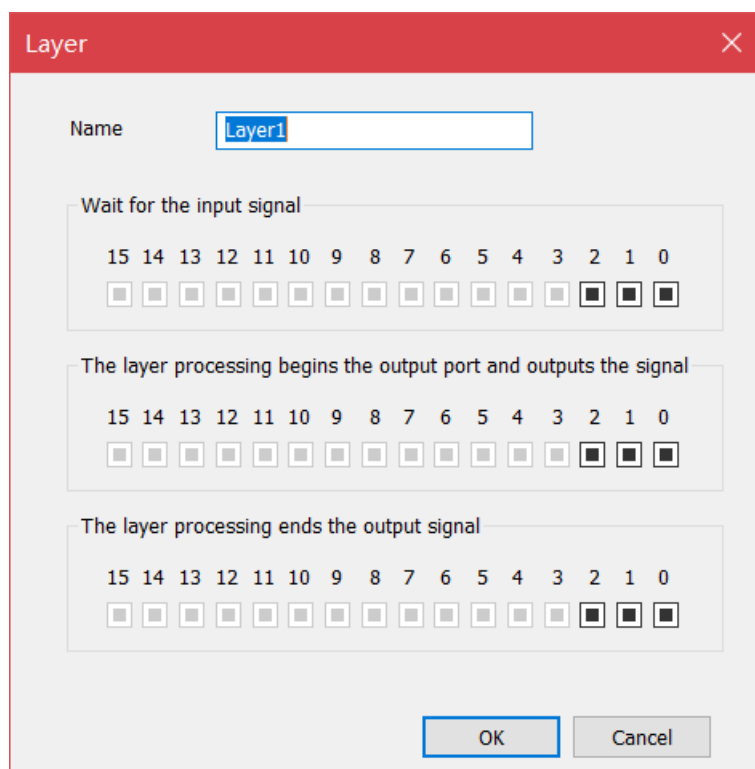 Layer
Name Layer1
Wait for the input signal
15 14 13 12 11 10 9 8 7 6 5 4 3 2 1 0
The layer processing begins the output port and outputs the signal
15 14 13 12 11 10 9 8 7 6 5 4 3 2 1 0
The layer processing ends the output signal
15 14 13 12 11 10 9 8 7 6 5 4 3 2 1 0
OK Cancel